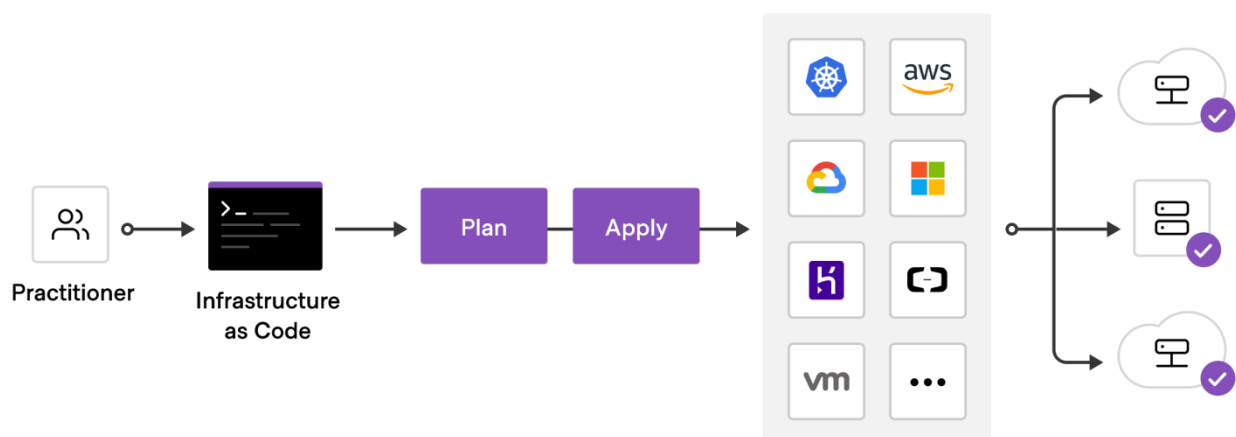 Practitioner
Infrastructure
as Code
Plan
Apply
aws
vm